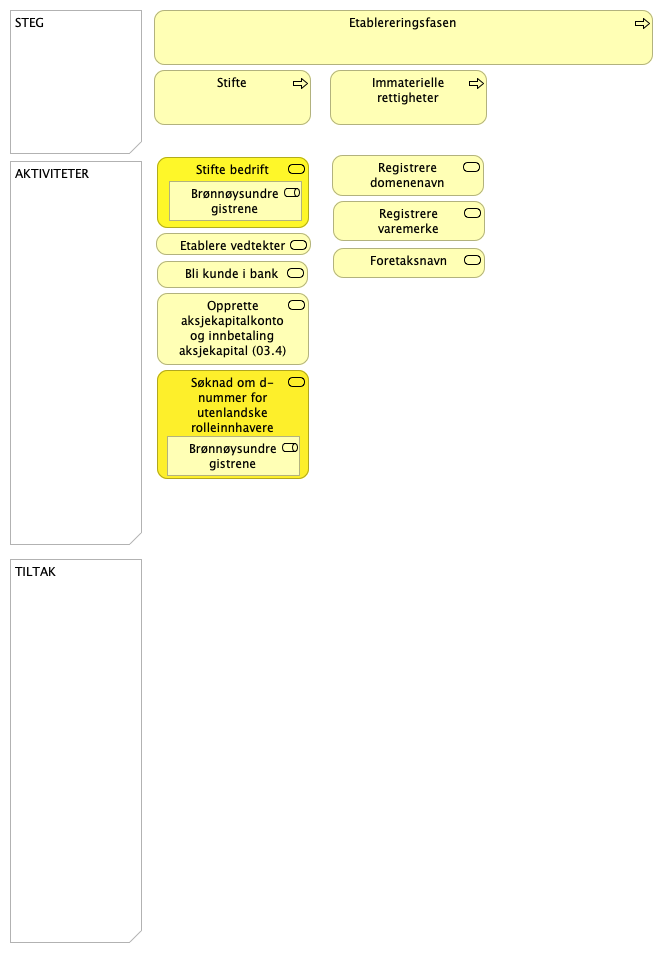 STEG
Etablereringsfasen
Stifte
Immaterielle
rettigheter
AKTIVITETER
Stifte bedrift
Brønnøysundre
gistrene
Etablere vedtekter
Bli kunde i bank
Opprette
aksjekapitalkonto
og innbetaling
aksjekapital (03.4)
Søknad om d-
nummer for
utenlandske
rolleinnhavere
Brønnøysundre
gistrene
Registrere
domenenavn
Registrere
varemerke
Foretaksnavn
TILTAK